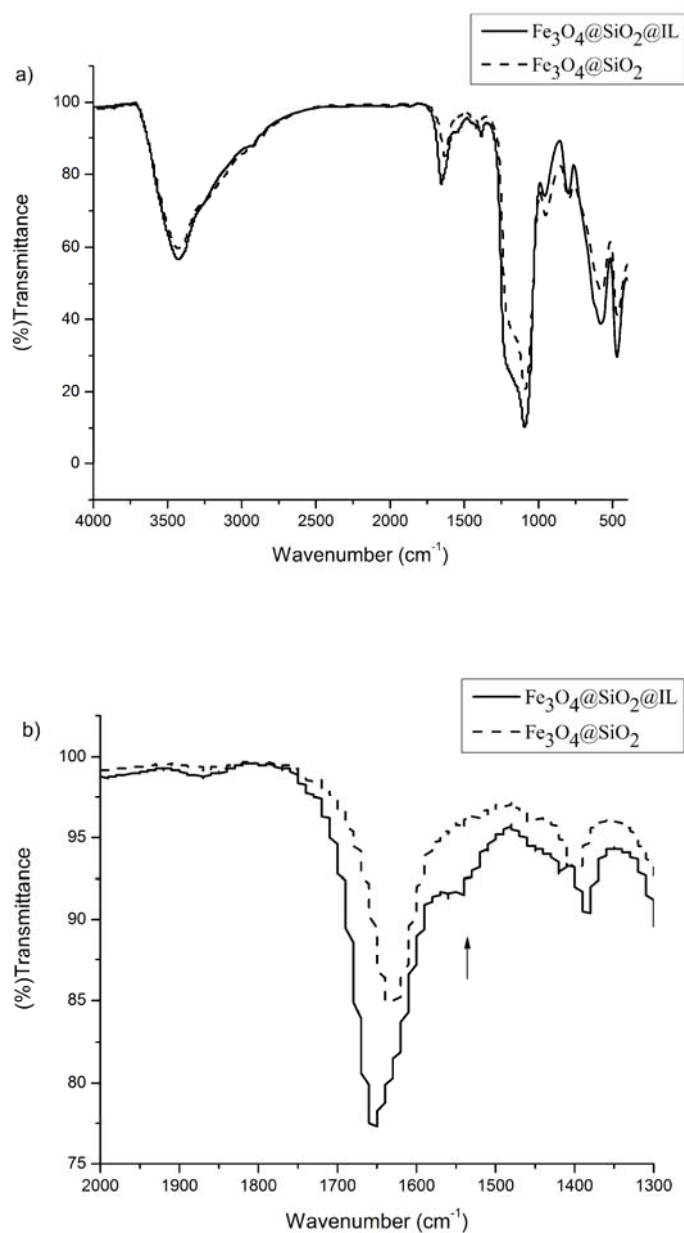 a)
Fe3O4@SiO2@IL
Fe3O4@SiO2
100
80
60
40
20
0
(%)Transmittance
4000 3500 3000 2500 2000 1500 1000 500
Wavenumber (cm-1)
b)
Fe3O4@SiO2@IL
Fe3O4@SiO2
100
95
90
85
80
75
(%)Transmittance
2000 1900 1800 1700 1600 1500 1400 1300
Wavenumber (cm-1)